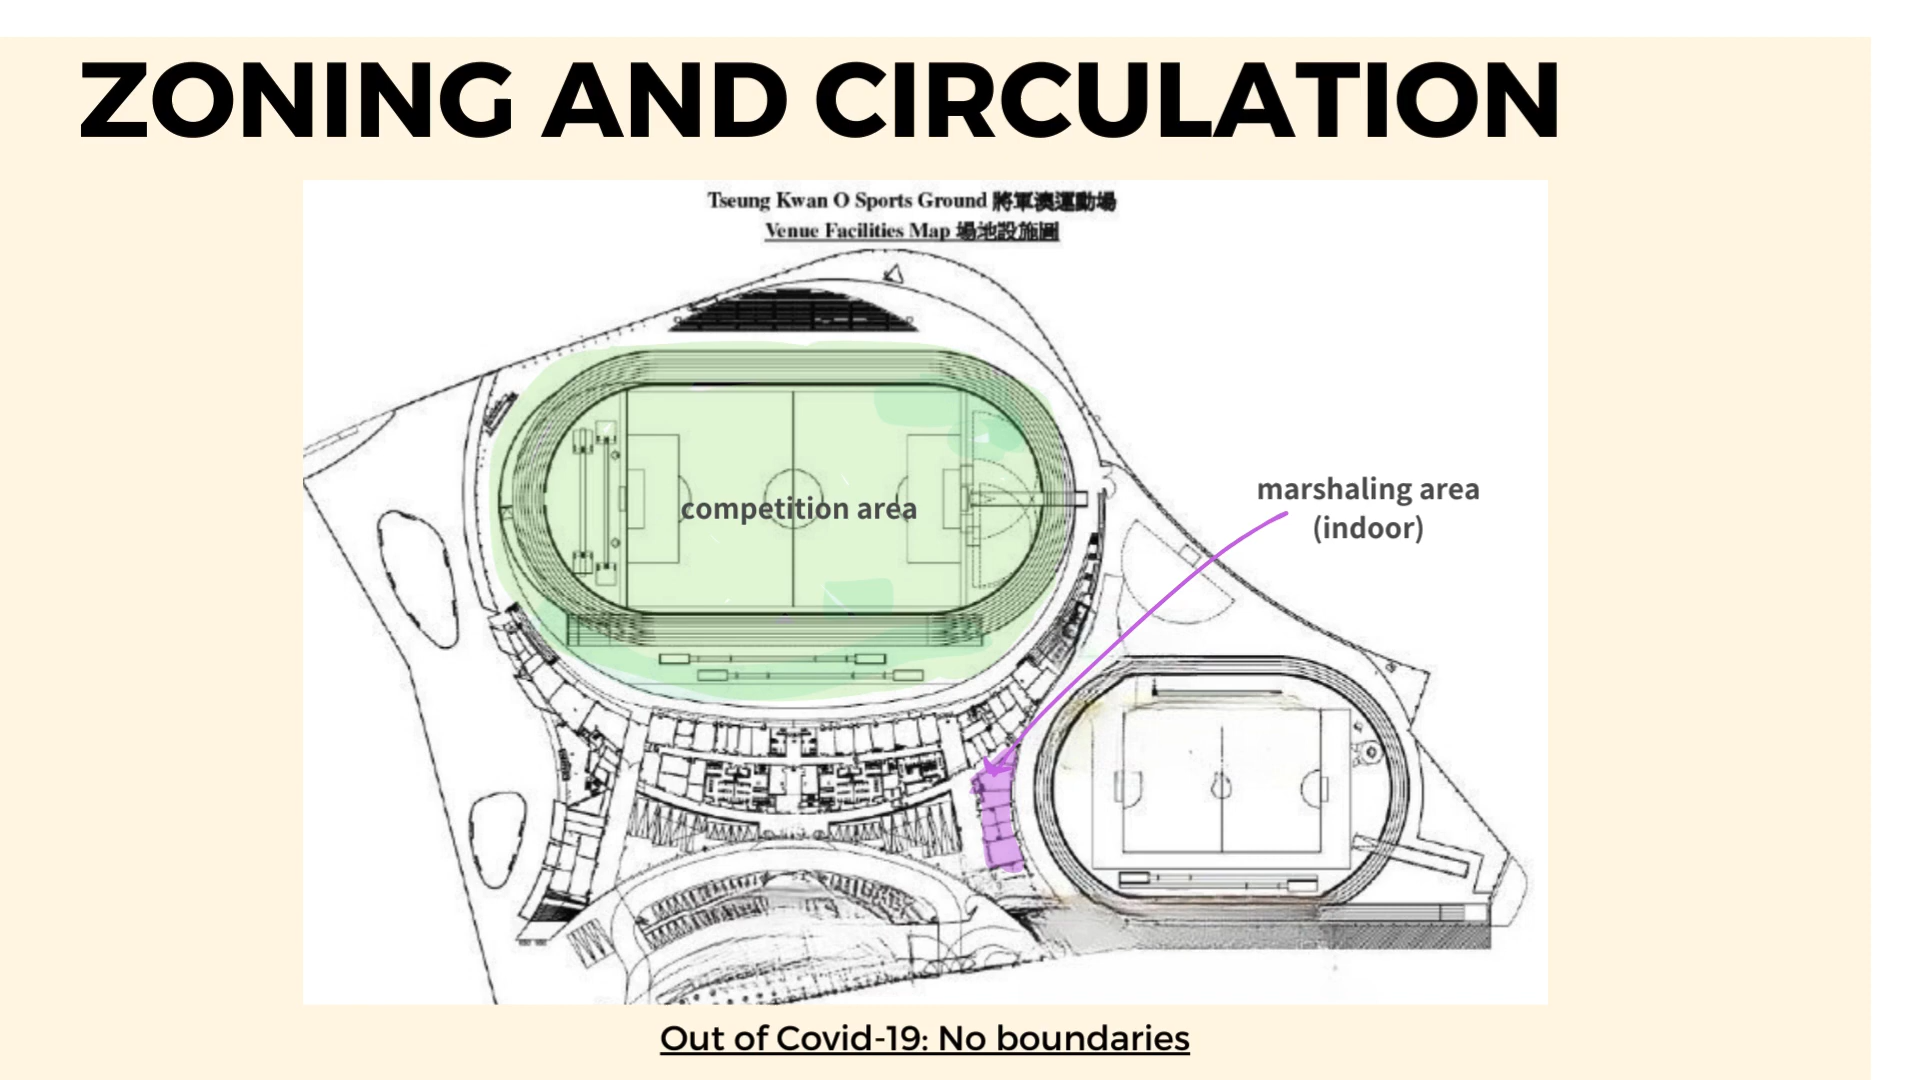 ZONING AND CIRCULATION
Tseung Kwan O Sports Ground 將軍澳運動場
Venue Facilities Map 場地設施圖
competition area
marshaling area
(indoor)
Out of Covid-19: No boundaries